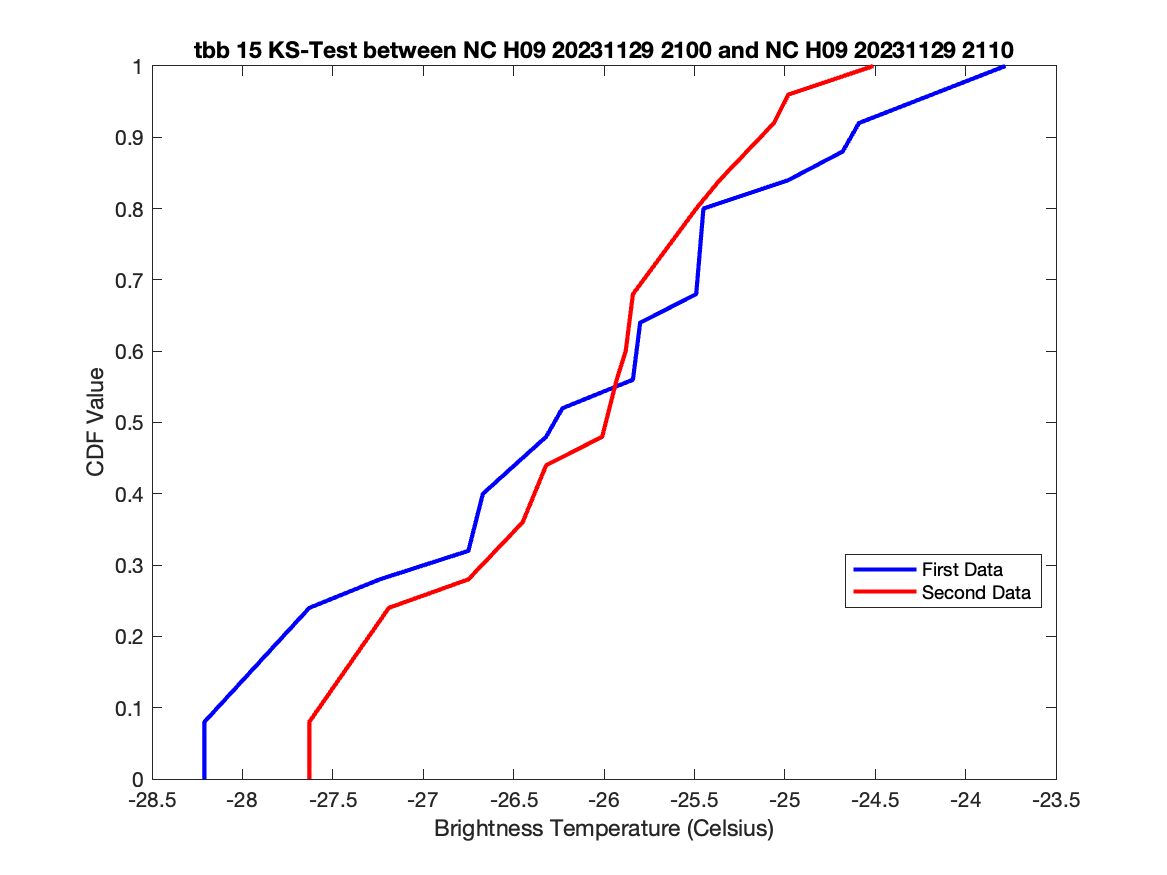 tbb 15 KS-Test between NC H09 20231129 2100 and NC H09 20231129 2110
1
0.9
0.8
0.7
0.6
0.5
0.4
0.3
0.2
0.1
0
CDF Value
First Data
Second Data
-28.5 -28 -27.5 -27 -26.5 -26 -25.5 -25 -24.5 -24 -23.5
Brightness Temperature (Celsius)